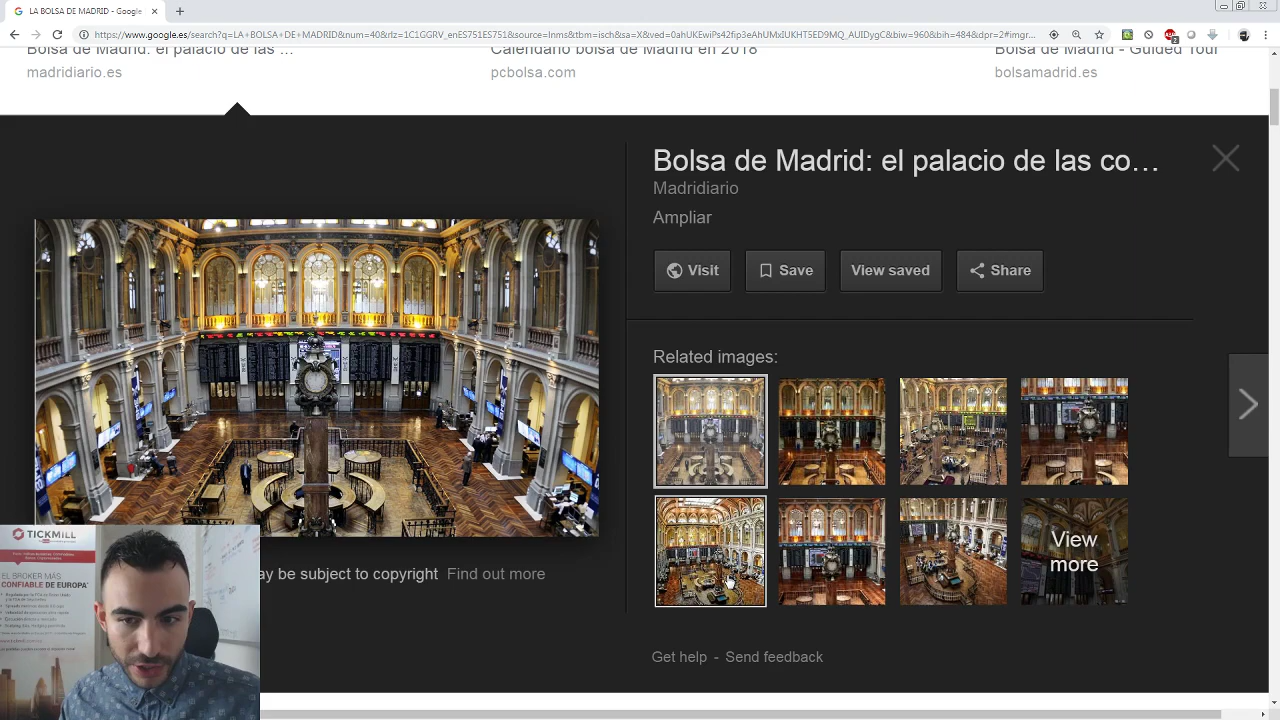 LA BOLSA DE MADRID - Google
https://www.google.es/search?q=LA+BOLSA+DE+MADRID&num=40&rlz=1C1GGRV_enES751ES751&source=lnms&tbm=isch&sa=X&ved=0ahUKEwiPs42fip3eAhUMxIUKHT5ED9MQ_AUIDygC&biw=960&bih=484&dpr=2#imgr...
Bolsa de Madrid: el palacio de las ...
Calendario bolsa de Madrid en 2018
Bolsa de Madrid - Guided Tour
madridiario.es
pcbolsa.com
bolsamadrid.es
Bolsa de Madrid: el palacio de las co...
Madridiario
Ampliar
Visit
Save
View saved
Share
Related images:
View
more
ay be subject to copyright Find out more
Get help - Send feedback
TICKMILL
EL BROKER MÁS
CONFIABLE DE EUROPA*